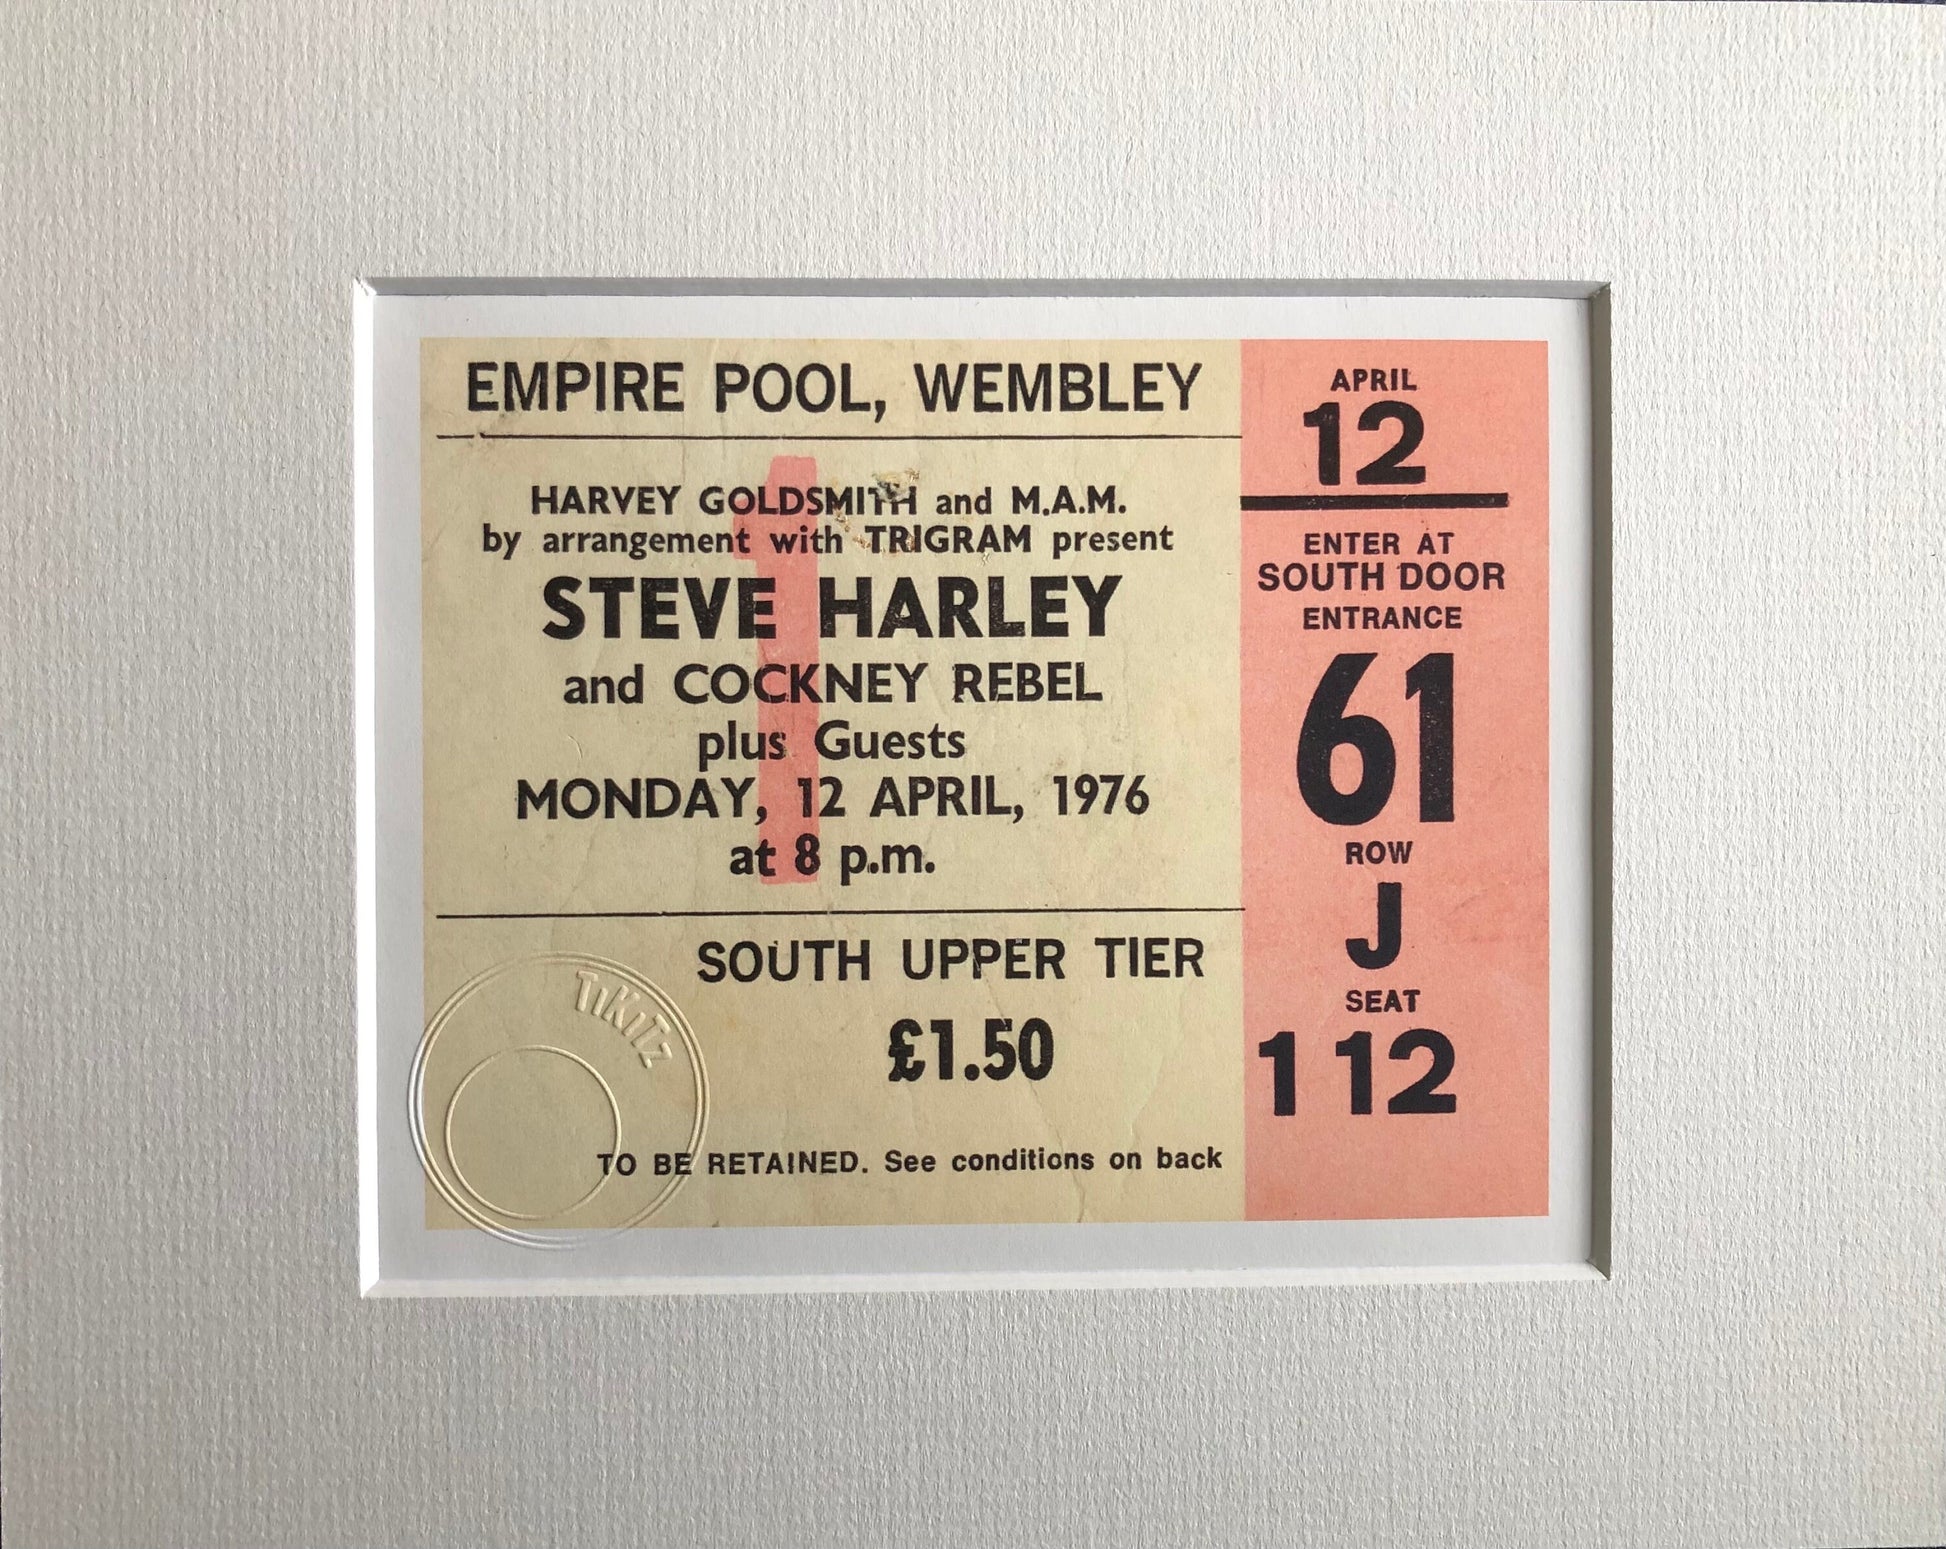 EMPIRE POOL, WEMBLEY
HARVEY GOLDSMITH and M.A.M.
by arrangement with TRIGRAM present
1
STEVE HARLEY
and COCKNEY REBEL
plus Guests
MONDAY, 12 APRIL, 1976
at 8 p.m.
SOUTH UPPER TIER
£1.50
TO BE RETAINED. See conditions on back
TiKiTz
APRIL
12
ENTER AT
SOUTH DOOR
ENTRANCE
61
ROW
J
SEAT
112